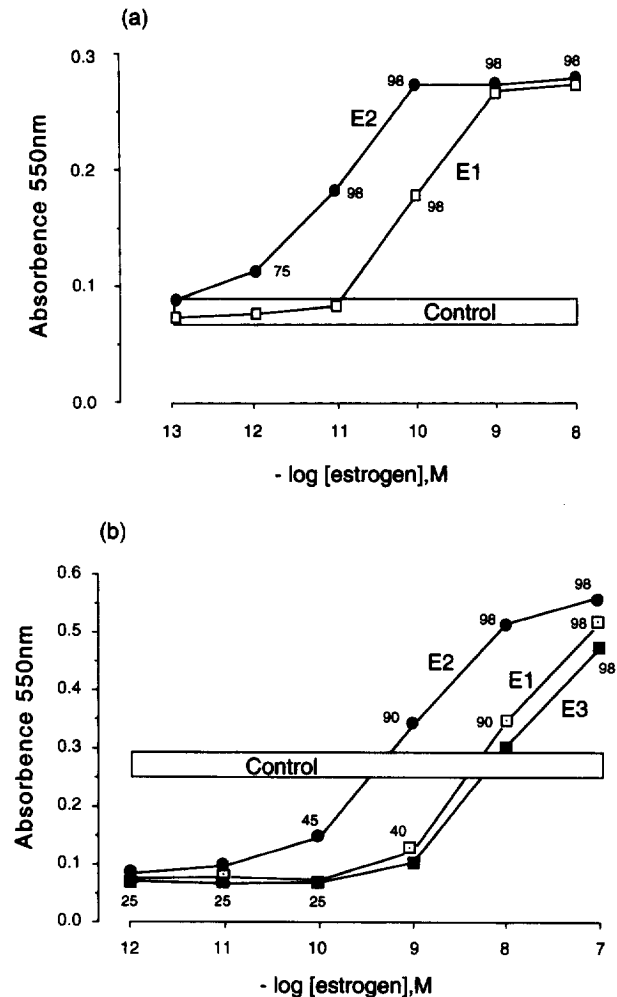 (a)
Absorbence 550nm
0.3
0.2
0.1
0.0
E2
E1
98
98
98
98
98
75
Control
13 12 11 10 9 8
- log [estrogen],M
(b)
Absorbence 550nm
0.6
0.5
0.4
0.3
0.2
0.1
0.0
98
98
98
98
E2
E1
E3
90
90
Control
45
40
25 25 25
12 11 10 9 8 7
- log [estrogen],M